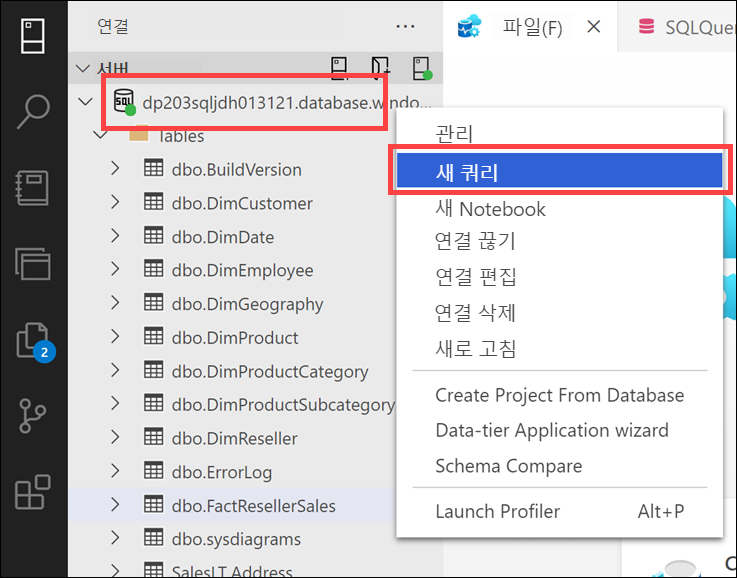 연결
파일(F)
SQLQuer
서버
SQL
dp203sqljdh013121.database.windo...
Tables
dbo.BuildVersion
dbo.DimCustomer
dbo.DimDate
dbo.DimEmployee
dbo.DimGeography
dbo.DimProduct
dbo.DimProductCategory
dbo.DimProductSubcategory
dbo.DimReseller
dbo.ErrorLog
dbo.FactResellerSales
dbo.sysdiagrams
SalesLT.Address
2
관리
새 쿼리
새 Notebook
연결 끊기
연결 편집
연결 삭제
새로 고침
Create Project From Database
Data-tier Application wizard
Schema Compare
Launch Profiler Alt+P